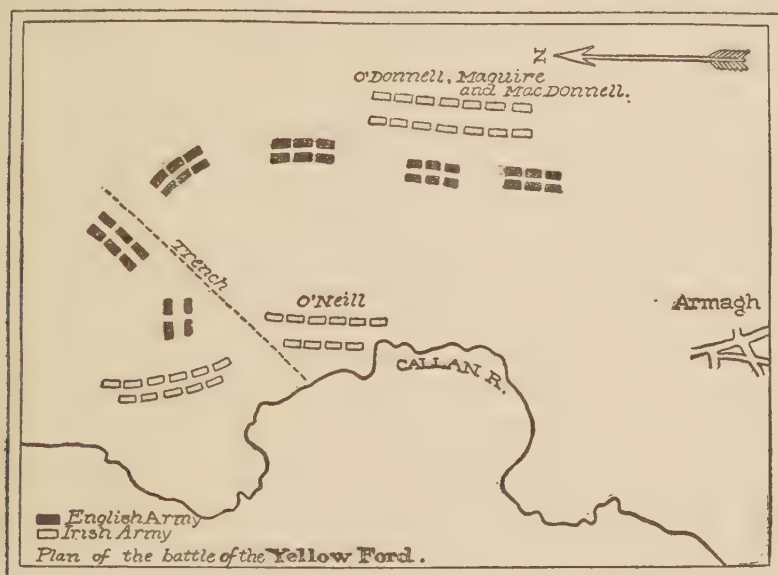 N
O'Donnell, Maguire
and MacDonnell.
Trench
O'Neill
Armagh
CALLAN R.
English Army
Irish Army
Plan of the battle of the Yellow Ford.